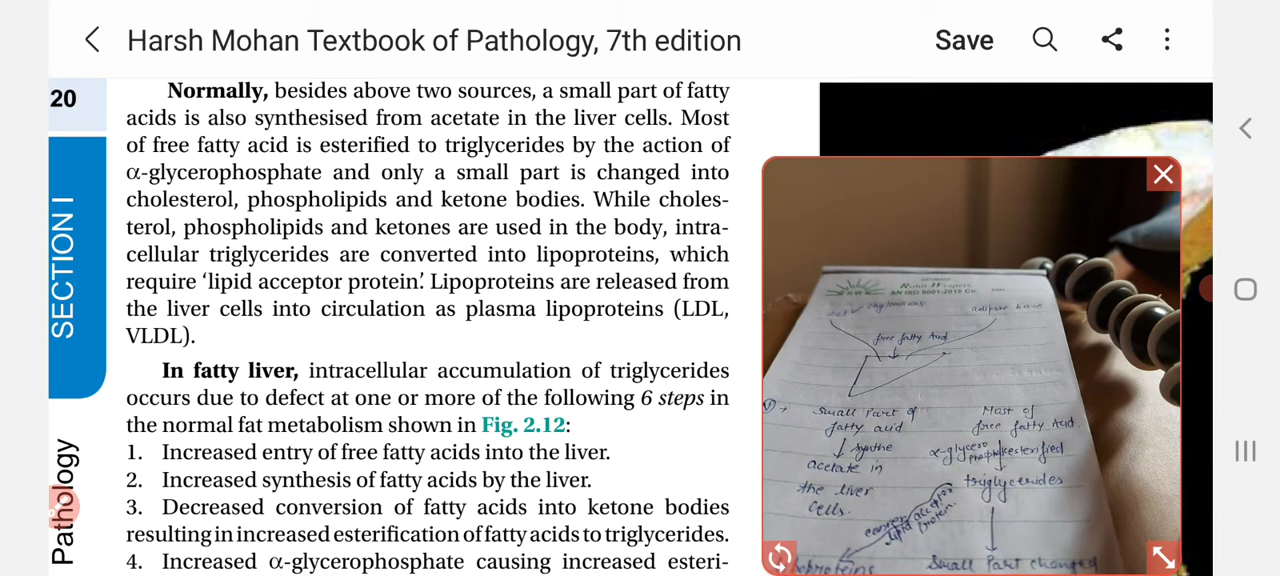 Harsh Mohan Textbook of Pathology, 7th edition
Save
20
SECTION I
Pathology
Normally, besides above two sources, a small part of fatty
acids is also synthesised from acetate in the liver cells. Most
of free fatty acid is esterified to triglycerides by the action of
α-glycerophosphate and only a small part is changed into
cholesterol, phospholipids and ketone bodies. While choles-
terol, phospholipids and ketones are used in the body, intra-
cellular triglycerides are converted into lipoproteins, which
require ‘lipid acceptor protein’. Lipoproteins are released from
the liver cells into circulation as plasma lipoproteins (LDL,
VLDL).
In fatty liver, intracellular accumulation of triglycerides
occurs due to defect at one or more of the following 6 steps in
the normal fat metabolism shown in Fig. 2.12:
1. Increased entry of free fatty acids into the liver.
2. Increased synthesis of fatty acids by the liver.
3. Decreased conversion of fatty acids into ketone bodies
resulting in increased esterification of fatty acids to triglycerides.
4. Increased α-glycerophosphate causing increased esteri-
AN ISO 9001-2015 Co.
free fatty Acid
Small Part of
fatty acid
synthe
acetate in
the liver
cells.
Most of
free fatty Acid
α-glycero
esterified
triglycerides
lipid acceptor
protein
Small Part changed